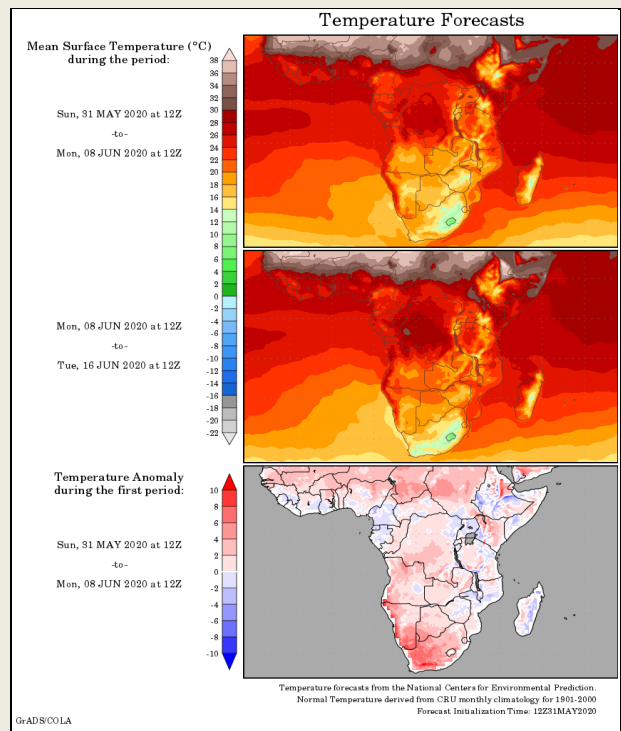 Temperature Forecasts
Mean Surface Temperature (°C)
during the period:
Sun, 31 MAY 2020 at 12Z
-to-
Mon, 08 JUN 2020 at 12Z
38
36
34
32
30
28
26
24
22
20
18
16
14
12
10
8
6
4
2
0
-2
-4
-6
-8
-10
-12
-14
-16
-18
-20
-22
Mon, 08 JUN 2020 at 12Z
-to-
Tue, 16 JUN 2020 at 12Z
Temperature Anomaly
during the first period:
Sun, 31 MAY 2020 at 12Z
-to-
Mon, 08 JUN 2020 at 12Z
10
8
6
4
2
0
-2
-4
-6
-8
-10
Temperature forecasts from the National Centers for Environmental Prediction.
Normal Temperature derived from CRU monthly climatology for 1901-2000
Forecast Initialization Time: 12Z31MAY2020
GrADS/COLA